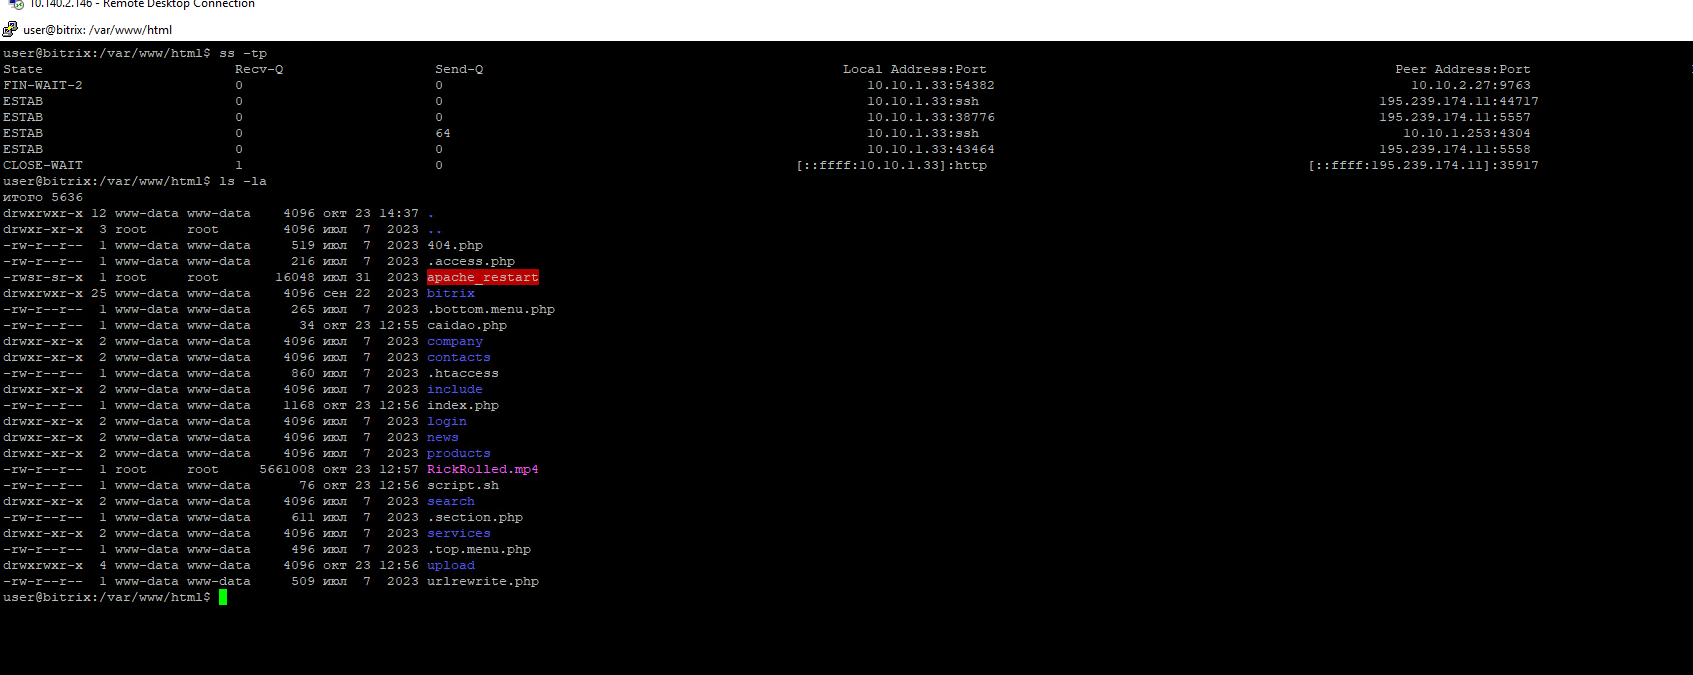 10.140.2.146 - Remote Desktop Connection
user@bitrix: /var/www/html
user@bitrix:/var/www/html$ ss -tp
State Recv-Q Send-Q Local Address:Port Peer Address:Port
FIN-WAIT-2 0 0 10.10.1.33:54382 10.10.2.27:9763
ESTAB 0 0 10.10.1.33:ssh 195.239.174.11:44717
ESTAB 0 0 10.10.1.33:38776 195.239.174.11:5557
ESTAB 0 64 10.10.1.33:ssh 10.10.1.253:4304
ESTAB 0 0 10.10.1.33:43464 195.239.174.11:5558
CLOSE-WAIT 1 0 [::ffff:10.10.1.33]:http [::ffff:195.239.174.11]:35917
user@bitrix:/var/www/html$ ls -la
итого 5636
drwxrwxr-x 12 www-data www-data 4096 окт 23 14:37 .
drwxr-xr-x 3 root root 4096 июл 7 2023 ..
-rw-r--r-- 1 www-data www-data 519 июл 7 2023 404.php
-rw-r--r-- 1 www-data www-data 216 июл 7 2023 .access.php
-rwsr-sr-x 1 root root 16048 июл 31 2023 apache_restart
drwxrwxr-x 25 www-data www-data 4096 сен 22 2023 bitrix
-rw-r--r-- 1 www-data www-data 265 июл 7 2023 .bottom.menu.php
-rw-r--r-- 1 www-data www-data 34 окт 23 12:55 caidao.php
drwxr-xr-x 2 www-data www-data 4096 июл 7 2023 company
drwxr-xr-x 2 www-data www-data 4096 июл 7 2023 contacts
-rw-r--r-- 1 www-data www-data 860 июл 7 2023 .htaccess
drwxr-xr-x 2 www-data www-data 4096 июл 7 2023 include
-rw-r--r-- 1 www-data www-data 1168 окт 23 12:56 index.php
drwxr-xr-x 2 www-data www-data 4096 июл 7 2023 login
drwxr-xr-x 2 www-data www-data 4096 июл 7 2023 news
drwxr-xr-x 2 www-data www-data 4096 июл 7 2023 products
-rw-r--r-- 1 root root 5661008 окт 23 12:57 RickRolled.mp4
-rw-r--r-- 1 www-data www-data 76 окт 23 12:56 script.sh
drwxr-xr-x 2 www-data www-data 4096 июл 7 2023 search
-rw-r--r-- 1 www-data www-data 611 июл 7 2023 .section.php
drwxr-xr-x 2 www-data www-data 4096 июл 7 2023 services
-rw-r--r-- 1 www-data www-data 496 июл 7 2023 .top.menu.php
drwxrwxr-x 4 www-data www-data 4096 окт 23 12:56 upload
-rw-r--r-- 1 www-data www-data 509 июл 7 2023 urlrewrite.php
user@bitrix:/var/www/html$